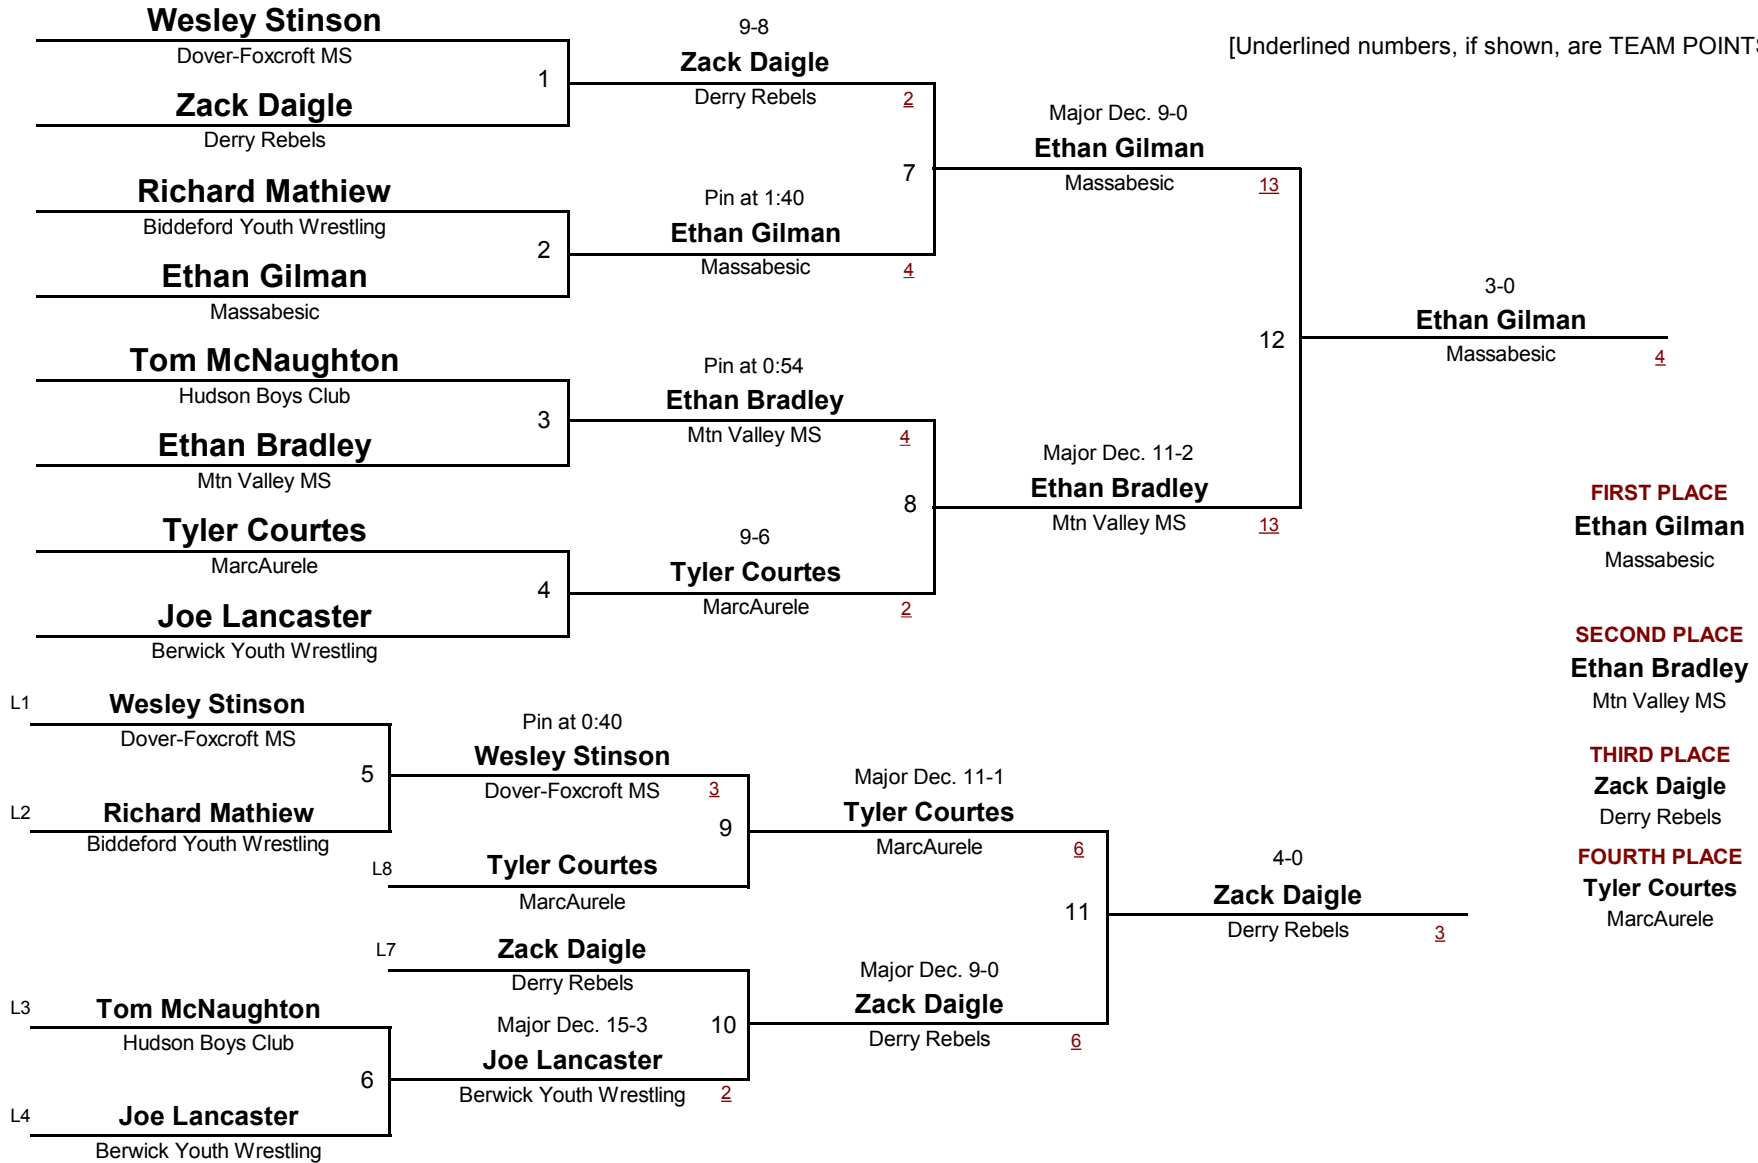 [Underlined numbers, if shown, are TEAM POINTS
Wesley Stinson
Dover-Foxcroft MS
1
Zack Daigle
Derry Rebels
Richard Mathiew
Biddeford Youth Wrestling
2
Ethan Gilman
Massabesic
Tom McNaughton
Hudson Boys Club
3
Ethan Bradley
Mtn Valley MS
Tyler Courtes
MarcAurele
4
Joe Lancaster
Berwick Youth Wrestling
9-8
Zack Daigle
Derry Rebels 2
7
Pin at 1:40
Ethan Gilman
Massabesic 4
Pin at 0:54
Ethan Bradley
Mtn Valley MS 4
8
9-6
Tyler Courtes
MarcAurele 2
Major Dec. 9-0
Ethan Gilman
Massabesic 13
12
Major Dec. 11-2
Ethan Bradley
Mtn Valley MS 13
3-0
Ethan Gilman
Massabesic 4
FIRST PLACE
Ethan Gilman
Massabesic
SECOND PLACE
Ethan Bradley
Mtn Valley MS
THIRD PLACE
Zack Daigle
Derry Rebels
FOURTH PLACE
Tyler Courtes
MarcAurele
L1 Wesley Stinson
Dover-Foxcroft MS
5
L2 Richard Mathiew
Biddeford Youth Wrestling
L3 Tom McNaughton
Hudson Boys Club
6
L4 Joe Lancaster
Berwick Youth Wrestling
Pin at 0:40
Wesley Stinson
Dover-Foxcroft MS 3
9
L8 Tyler Courtes
MarcAurele
L7 Zack Daigle
Derry Rebels
Major Dec. 15-3 10
Joe Lancaster
Berwick Youth Wrestling 2
Major Dec. 11-1
Tyler Courtes
MarcAurele 6
11
Major Dec. 9-0
Zack Daigle
Derry Rebels 6
4-0
Zack Daigle
Derry Rebels 3